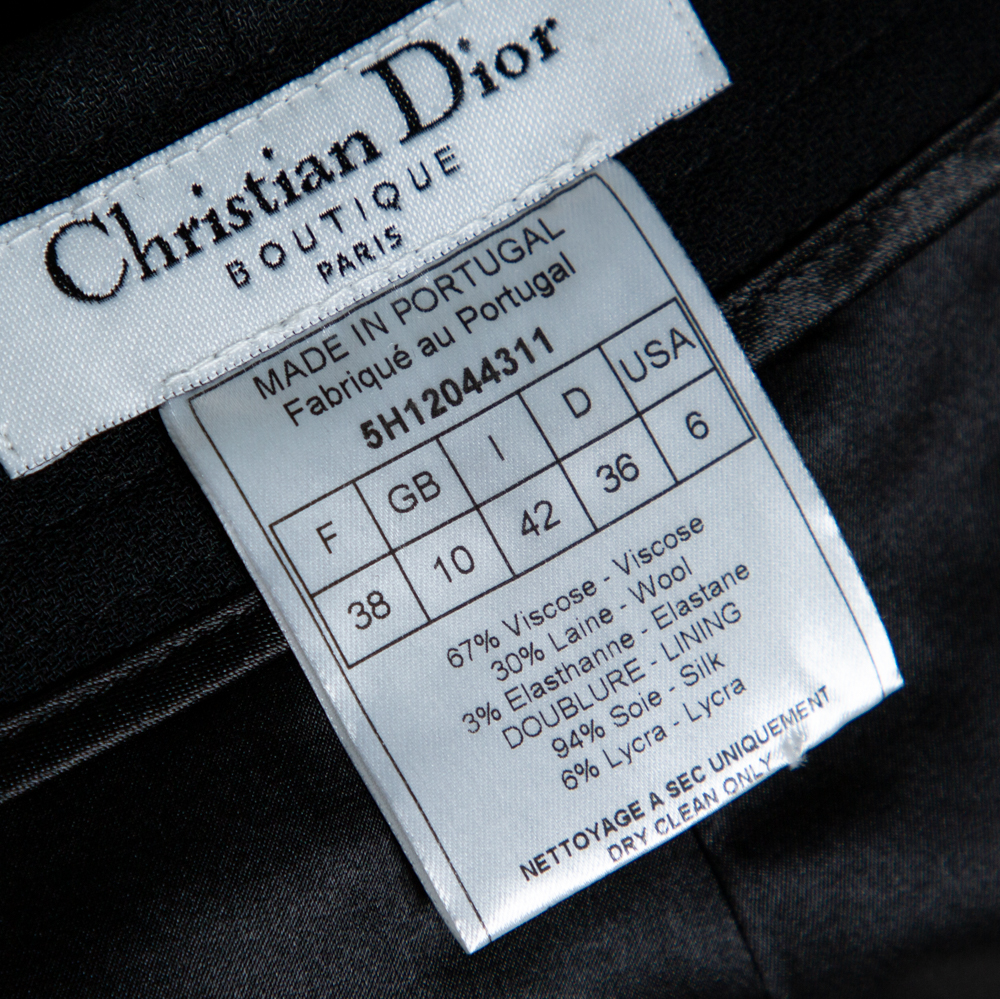 Christian Dior
BOUTIQUE
PARIS
MADE IN PORTUGAL
Fabriqué au Portugal
5H12044311
F GB I D USA
38 10 42 36 6
67% Viscose - Viscose
30% Laine - Wool
3% Elasthanne - Elastane
DOUBLURE - LINING
94% Soie - Silk
6% Lycra - Lycra
NETTOYAGE A SEC UNIQUEMENT
DRY CLEAN ONLY